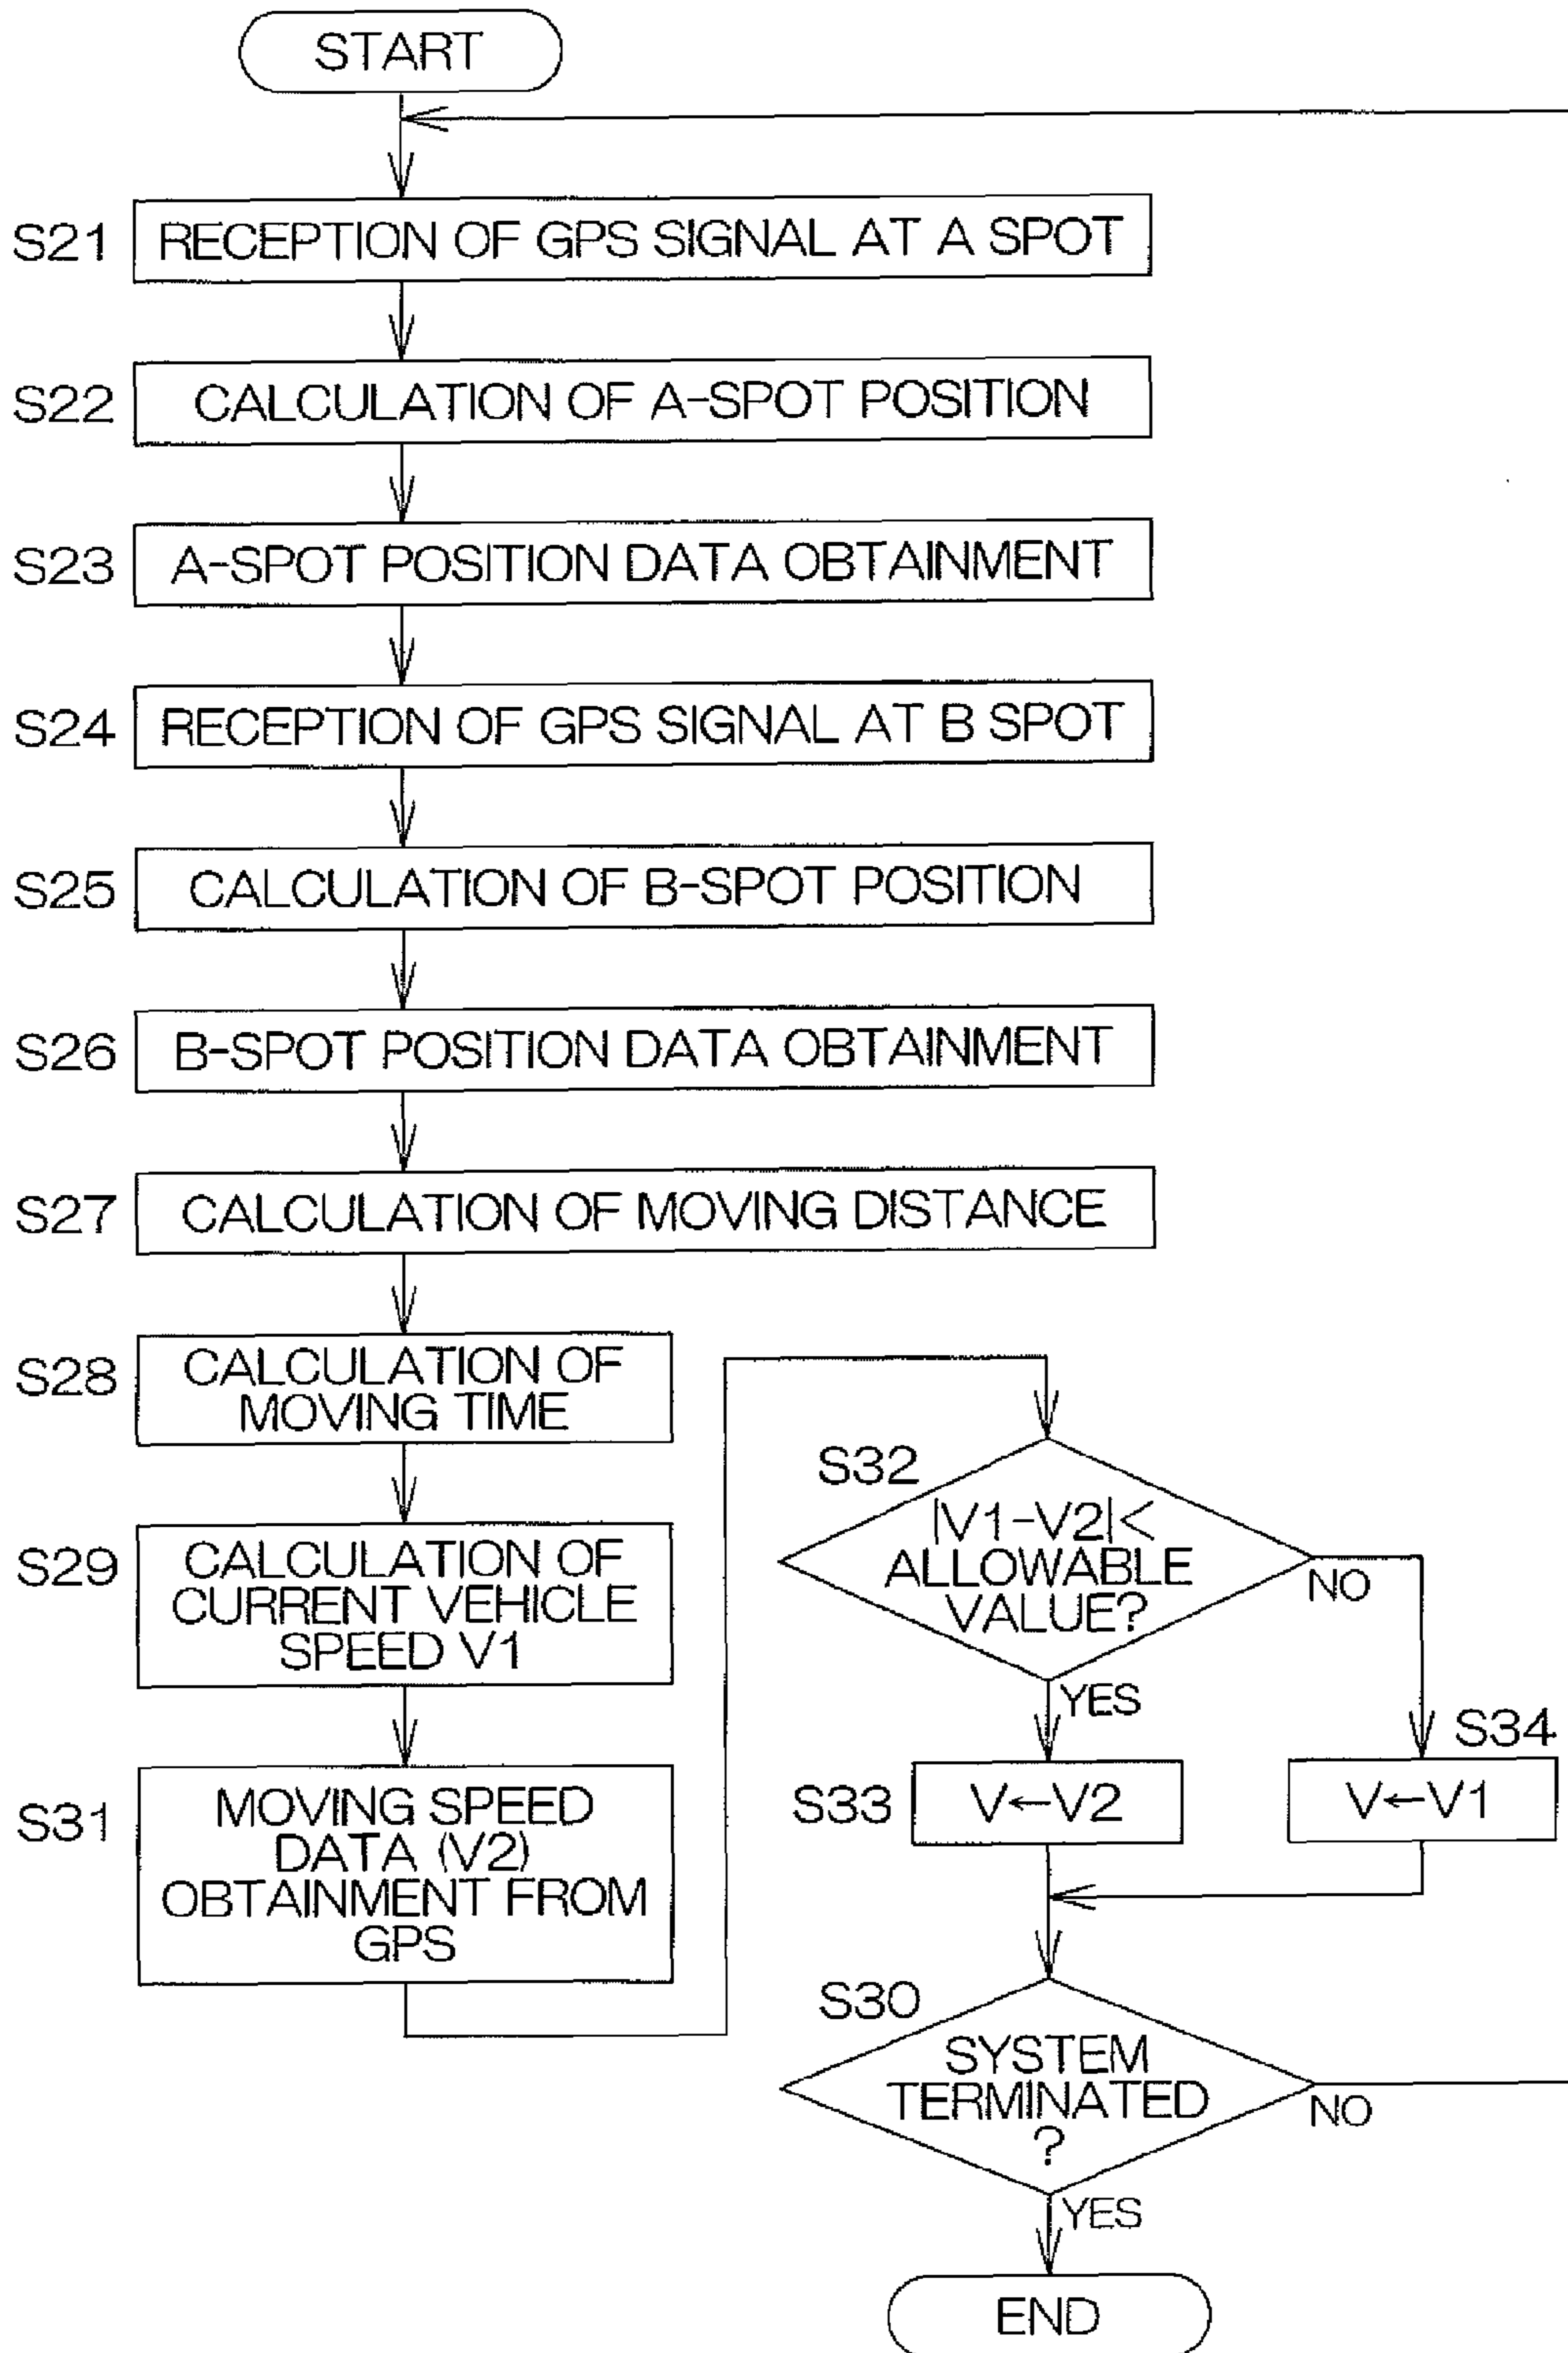 START
S21
RECEPTION OF GPS SIGNAL AT A SPOT
S22
CALCULATION OF A-SPOT POSITION
S23
A-SPOT POSITION DATA OBTAINMENT
S24
RECEPTION OF GPS SIGNAL AT B SPOT
S25
CALCULATION OF B-SPOT POSITION
S26
B-SPOT POSITION DATA OBTAINMENT
S27
CALCULATION OF MOVING DISTANCE
S28
CALCULATION OF
MOVING TIME
S29
CALCULATION OF
CURRENT VEHICLE
SPEED V1
S31
MOVING SPEED
DATA (V2)
OBTAINMENT FROM
GPS
S32
|V1-V2|<
ALLOWABLE
VALUE?
NO
YES
S33
V←V2
S34
V←V1
S30
SYSTEM
TERMINATED
?
NO
YES
END